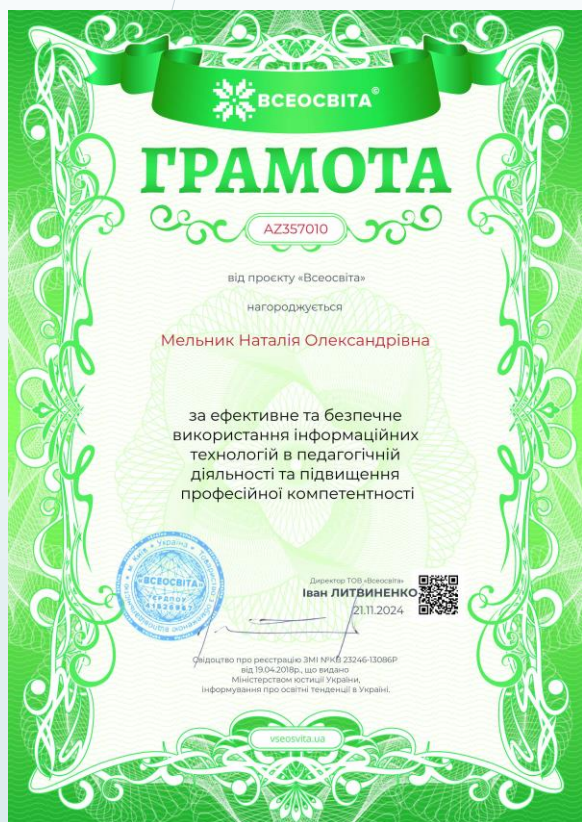 ВСЕОСВІТА©
ГРАМОТА
AZ357010
від проєкту «Всеосвіта»
нагороджується
Мельник Наталія Олександрівна
за ефективне та безпечне
використання інформаційних
технологій в педагогічній
діяльності та підвищення
професійної компетентності
Директор ТОВ «Всеосвіта»
Іван ЛИТВИНЕНКО
21.11.2024
"ВСЕОСВІТА"
Свідоцтво про реєстрацію ЗМІ №КВ 23246-13086Р
від 19.04.2018р., що видано
Міністерством юстиції України,
Інформування про освітні тенденції в Україні.
vseosvita.ua